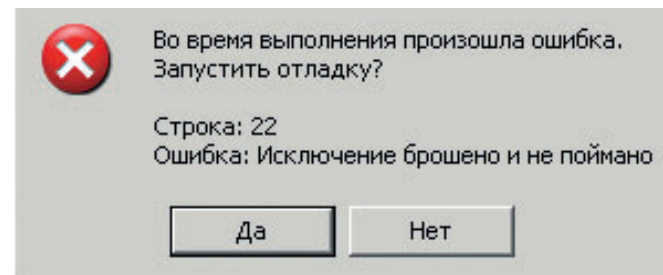 Во время выполнения произошла ошибка.
Запустить отладку?
Строка: 22
Ошибка: Исключение брошено и не поймано
Да
Нет